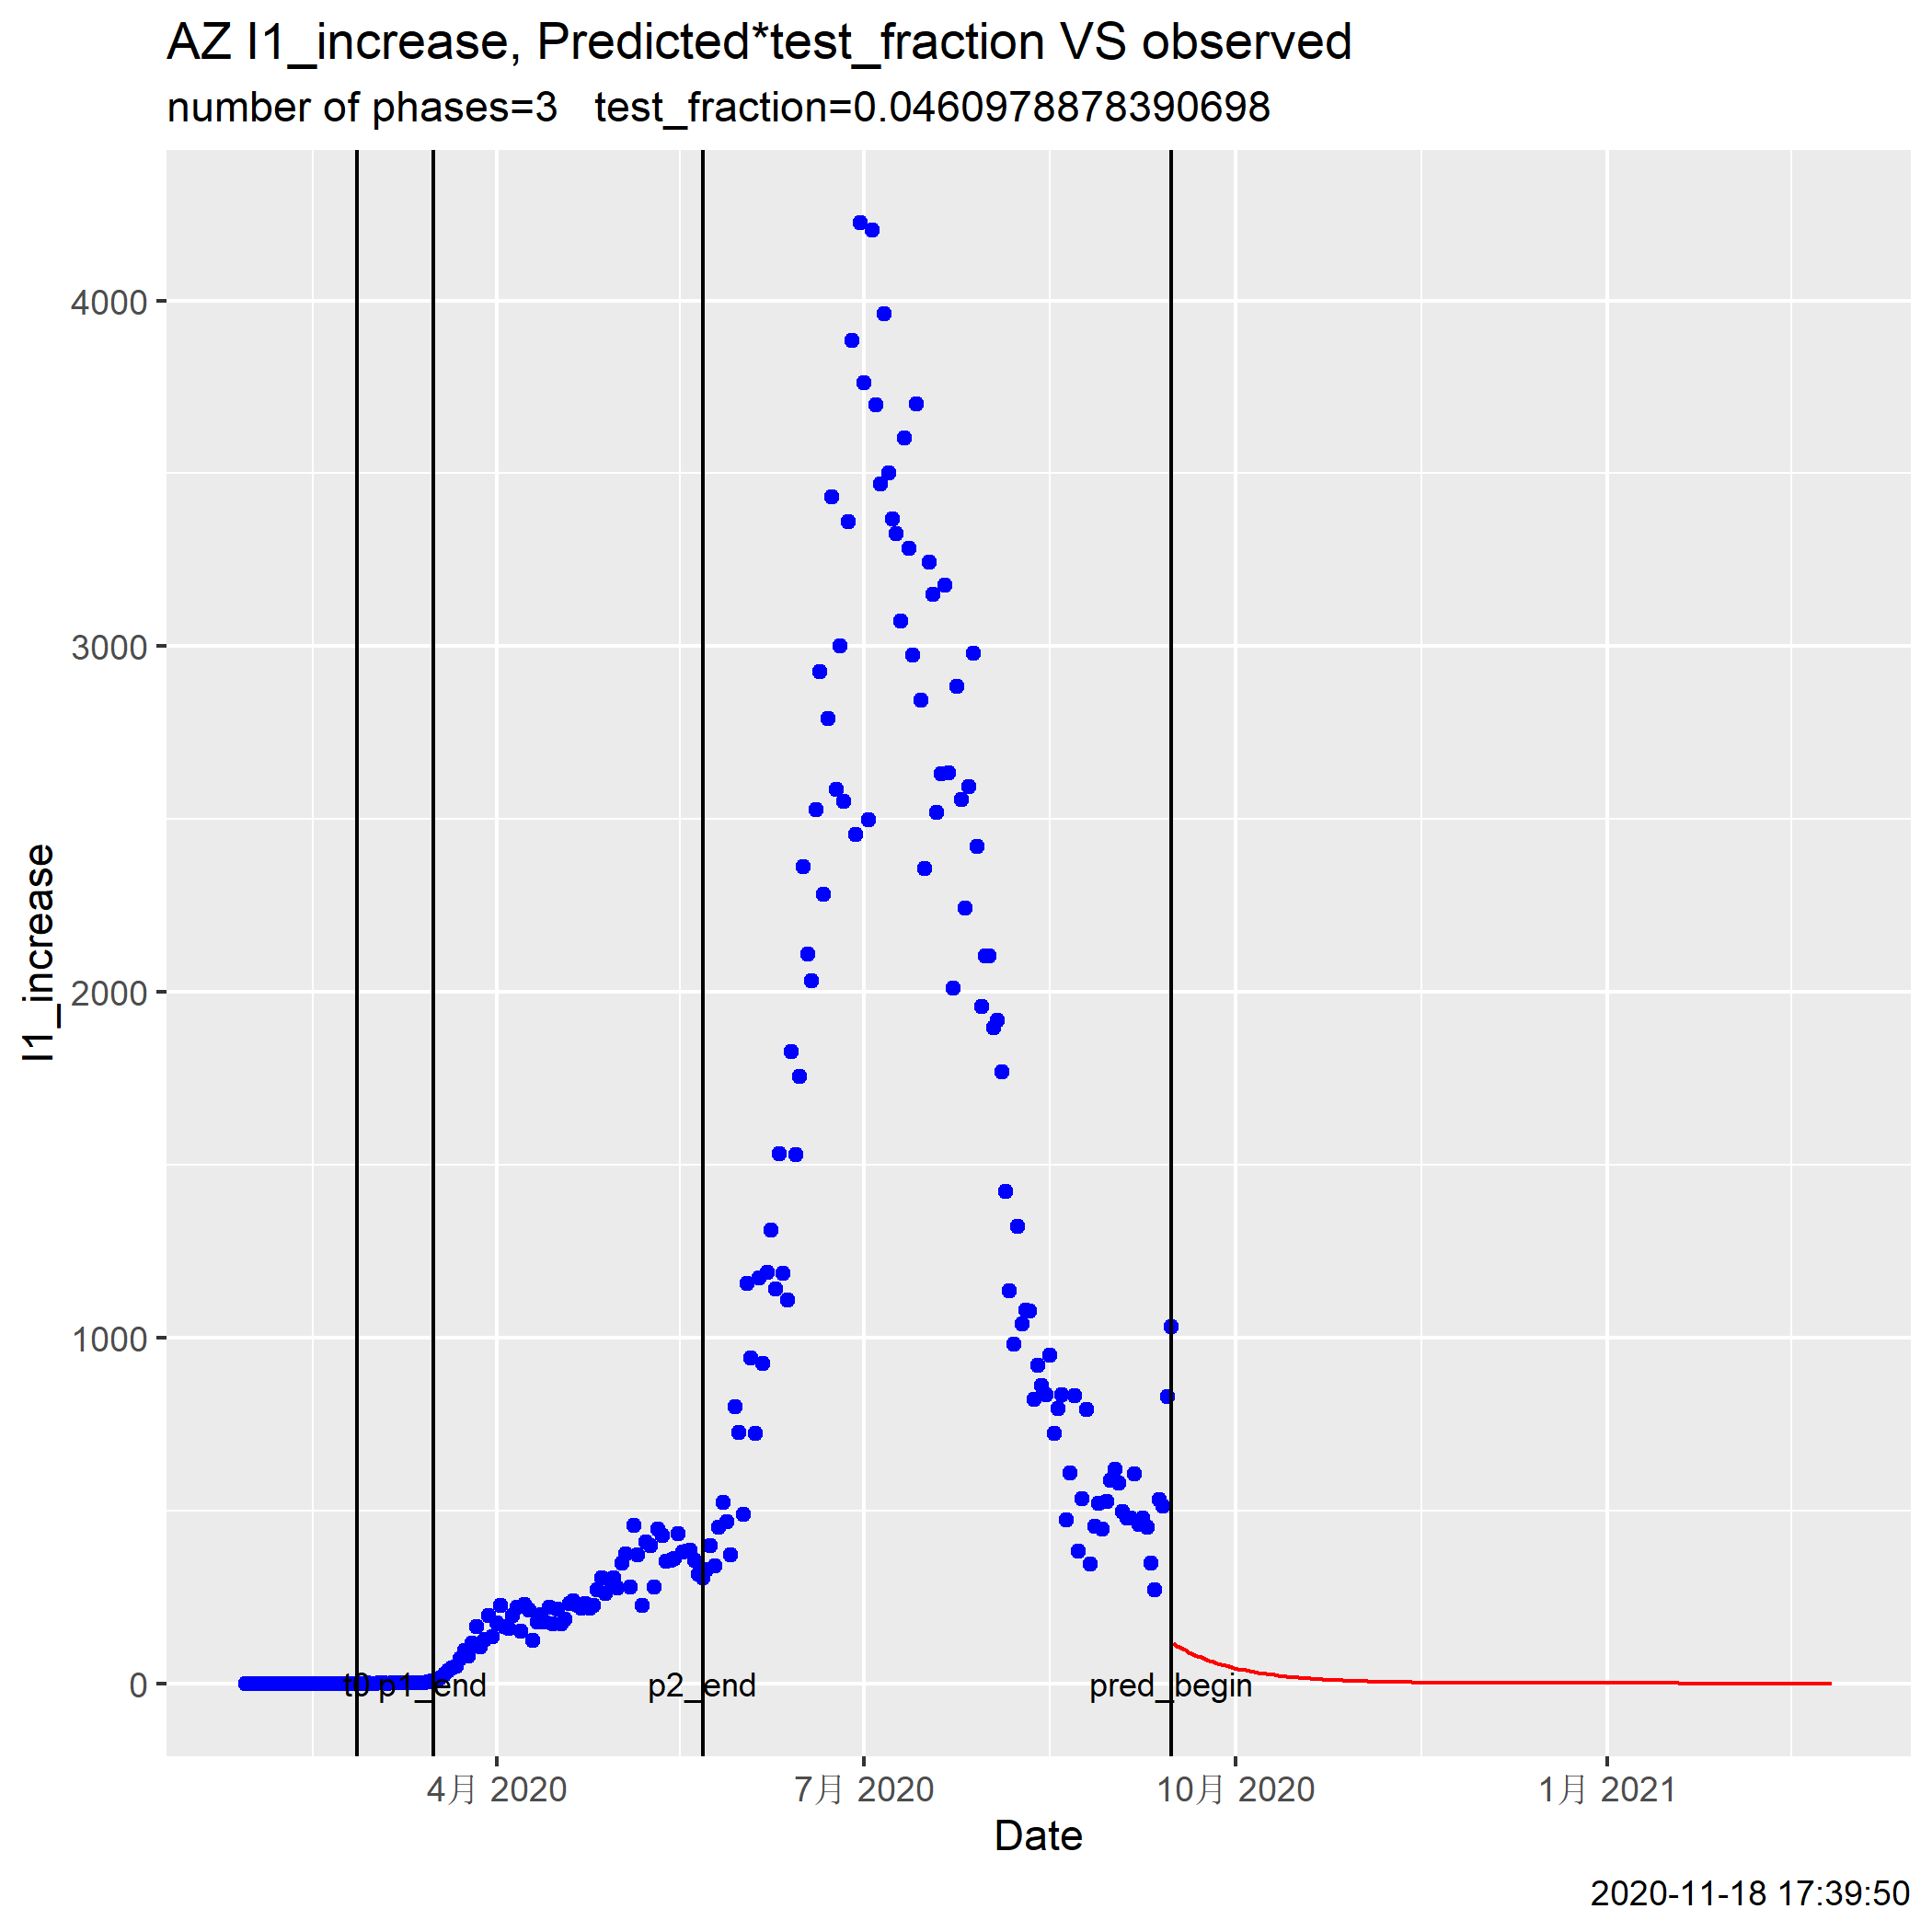 AZ I1_increase, Predicted*test_fraction VS observed
number of phases=3   test_fraction=0.0460978878390698
4000
3000
2000
1000
0
I1_increase
t0
p1_end
p2_end
pred_begin
4月 2020
7月 2020
10月 2020
1月 2021
Date
2020-11-18 17:39:50